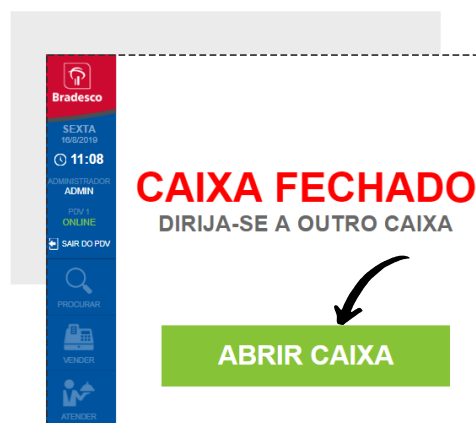 Bradesco
SEXTA
16/8/2019
11:08
ADMINISTRADOR
ADMIN
PDV 1
ONLINE
SAIR DO PDV
PROCURAR
VENDER
ATENDER
CAIXA FECHADO
DIRIJA-SE A OUTRO CAIXA
ABRIR CAIXA